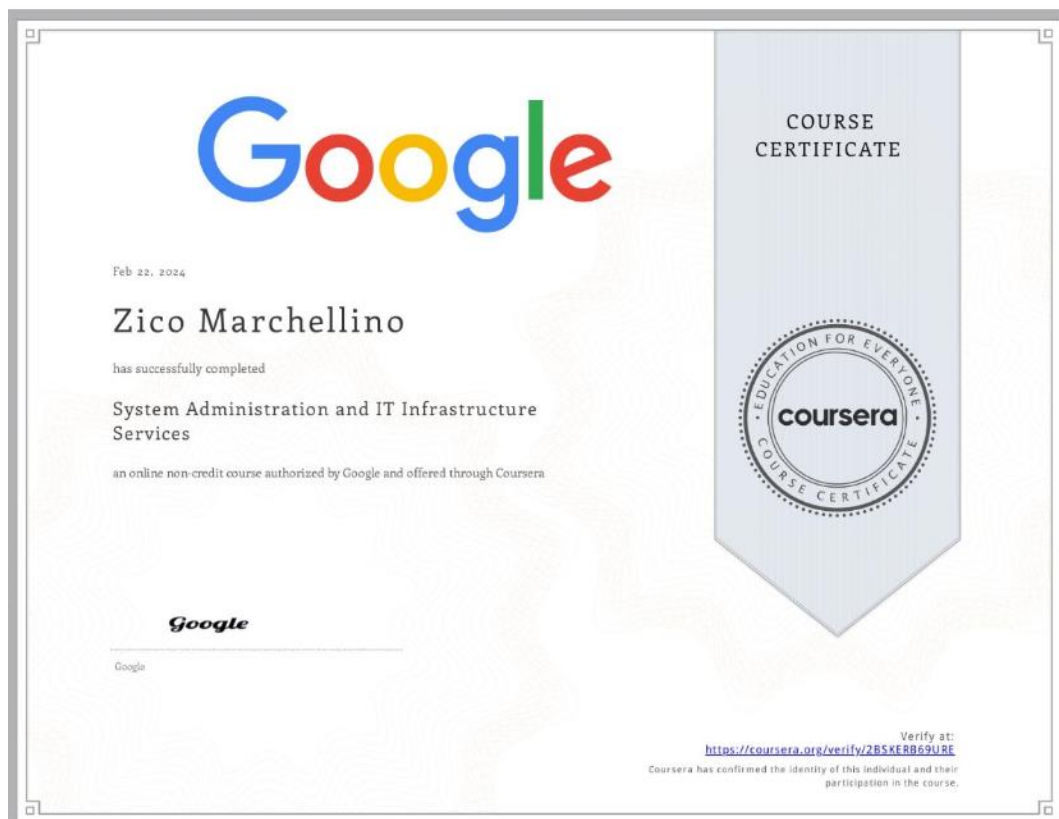 Google
COURSE
CERTIFICATE
Feb 22, 2024
Zico Marchellino
has successfully completed
System Administration and IT Infrastructure
Services
an online non-credit course authorized by Google and offered through Coursera
EDUCATION FOR EVERYONE
coursera
COURSE CERTIFICATE
Google
Google
Verify at:
https://coursera.org/verify/2BSKERB69URE
Coursera has confirmed the identity of this individual and their
participation in the course.